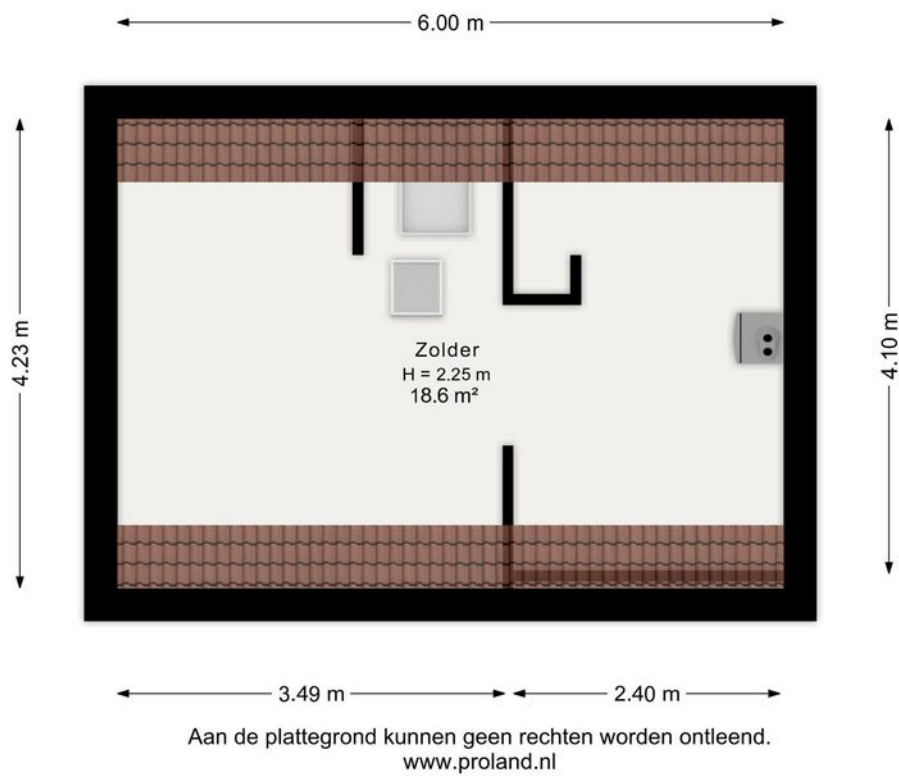 6.00 m
4.23 m
4.10 m
Zolder
H = 2.25 m
18.6 m²
3.49 m
2.40 m
Aan de plattegrond kunnen geen rechten worden ontleend.
www.proland.nl